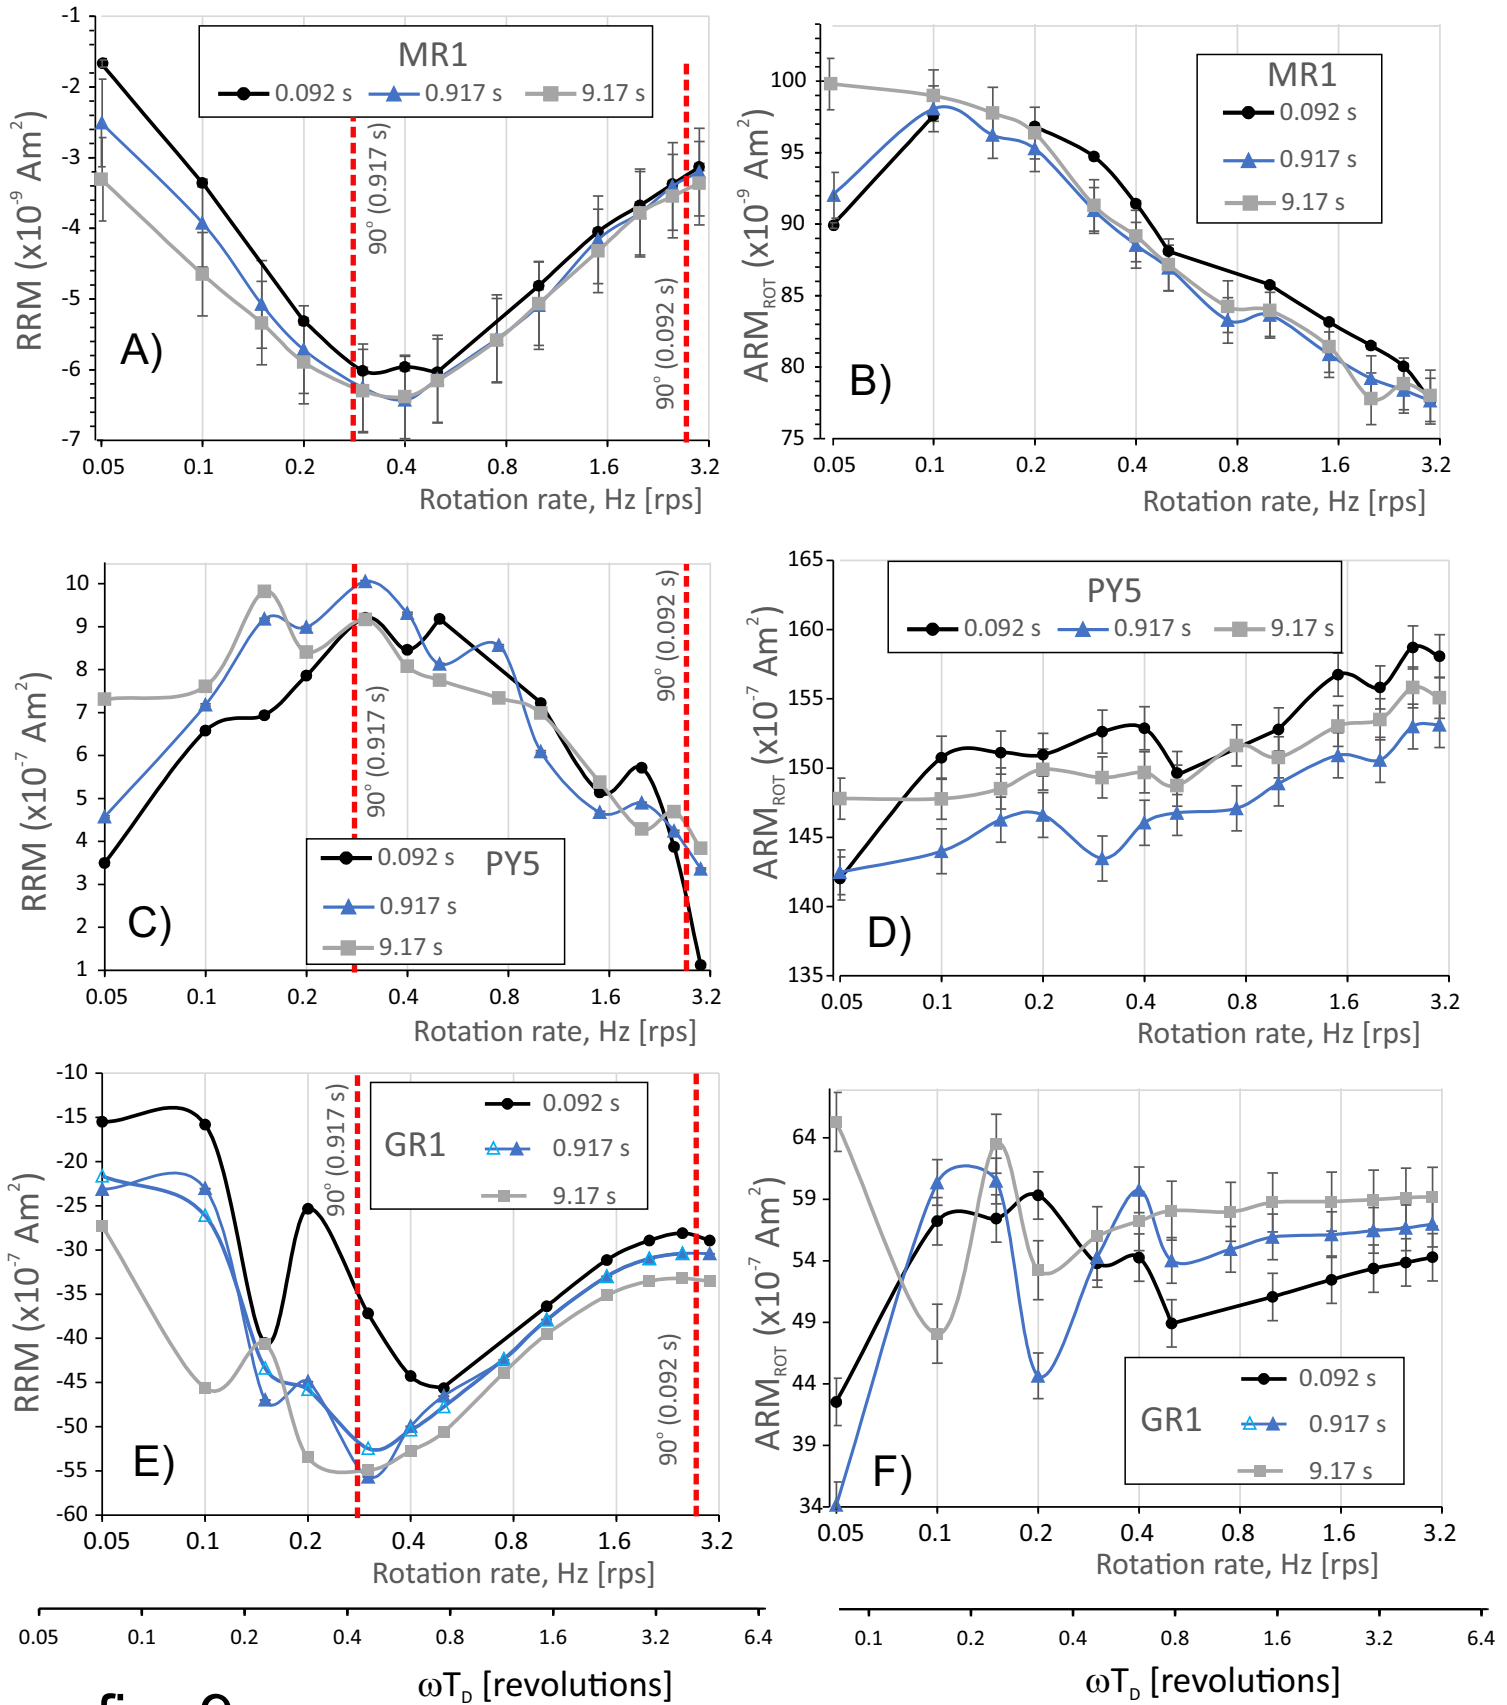 MR1
0.092 s 0.917 s 9.17 s
-1
-2
-3
-4
-5
-6
-7
RRM (x10⁻⁹ Am²)
90° (0.917 s)
90° (0.092 s)
A)
0.05 0.1 0.2 0.4 0.8 1.6 3.2
Rotation rate, Hz [rps]
MR1
0.092 s
0.917 s
9.17 s
100
95
90
85
80
75
ARM_ROT (x10⁻⁹ Am²)
B)
0.05 0.1 0.2 0.4 0.8 1.6 3.2
Rotation rate, Hz [rps]
10
9
8
7
6
5
4
3
2
1
RRM (x10⁻⁷ Am²)
90° (0.917 s)
90° (0.092 s)
0.092 s PY5
0.917 s
9.17 s
C)
0.05 0.1 0.2 0.4 0.8 1.6 3.2
Rotation rate, Hz [rps]
PY5
0.092 s 0.917 s 9.17 s
165
160
155
150
145
140
135
ARM_ROT (x10⁻⁷ Am²)
D)
0.05 0.1 0.2 0.4 0.8 1.6 3.2
Rotation rate, Hz [rps]
-10
-15
-20
-25
-30
-35
-40
-45
-50
-55
-60
RRM (x10⁻⁷ Am²)
90° (0.917 s)
90° (0.092 s)
0.092 s
GR1 0.917 s
9.17 s
E)
0.05 0.1 0.2 0.4 0.8 1.6 3.2
Rotation rate, Hz [rps]
0.05 0.1 0.2 0.4 0.8 1.6 3.2 6.4
ωT_D [revolutions]
64
59
54
49
44
39
34
ARM_ROT (x10⁻⁷ Am²)
0.092 s
GR1 0.917 s
9.17 s
F)
0.05 0.1 0.2 0.4 0.8 1.6 3.2
Rotation rate, Hz [rps]
0.1 0.2 0.4 0.8 1.6 3.2 6.4
ωT_D [revolutions]